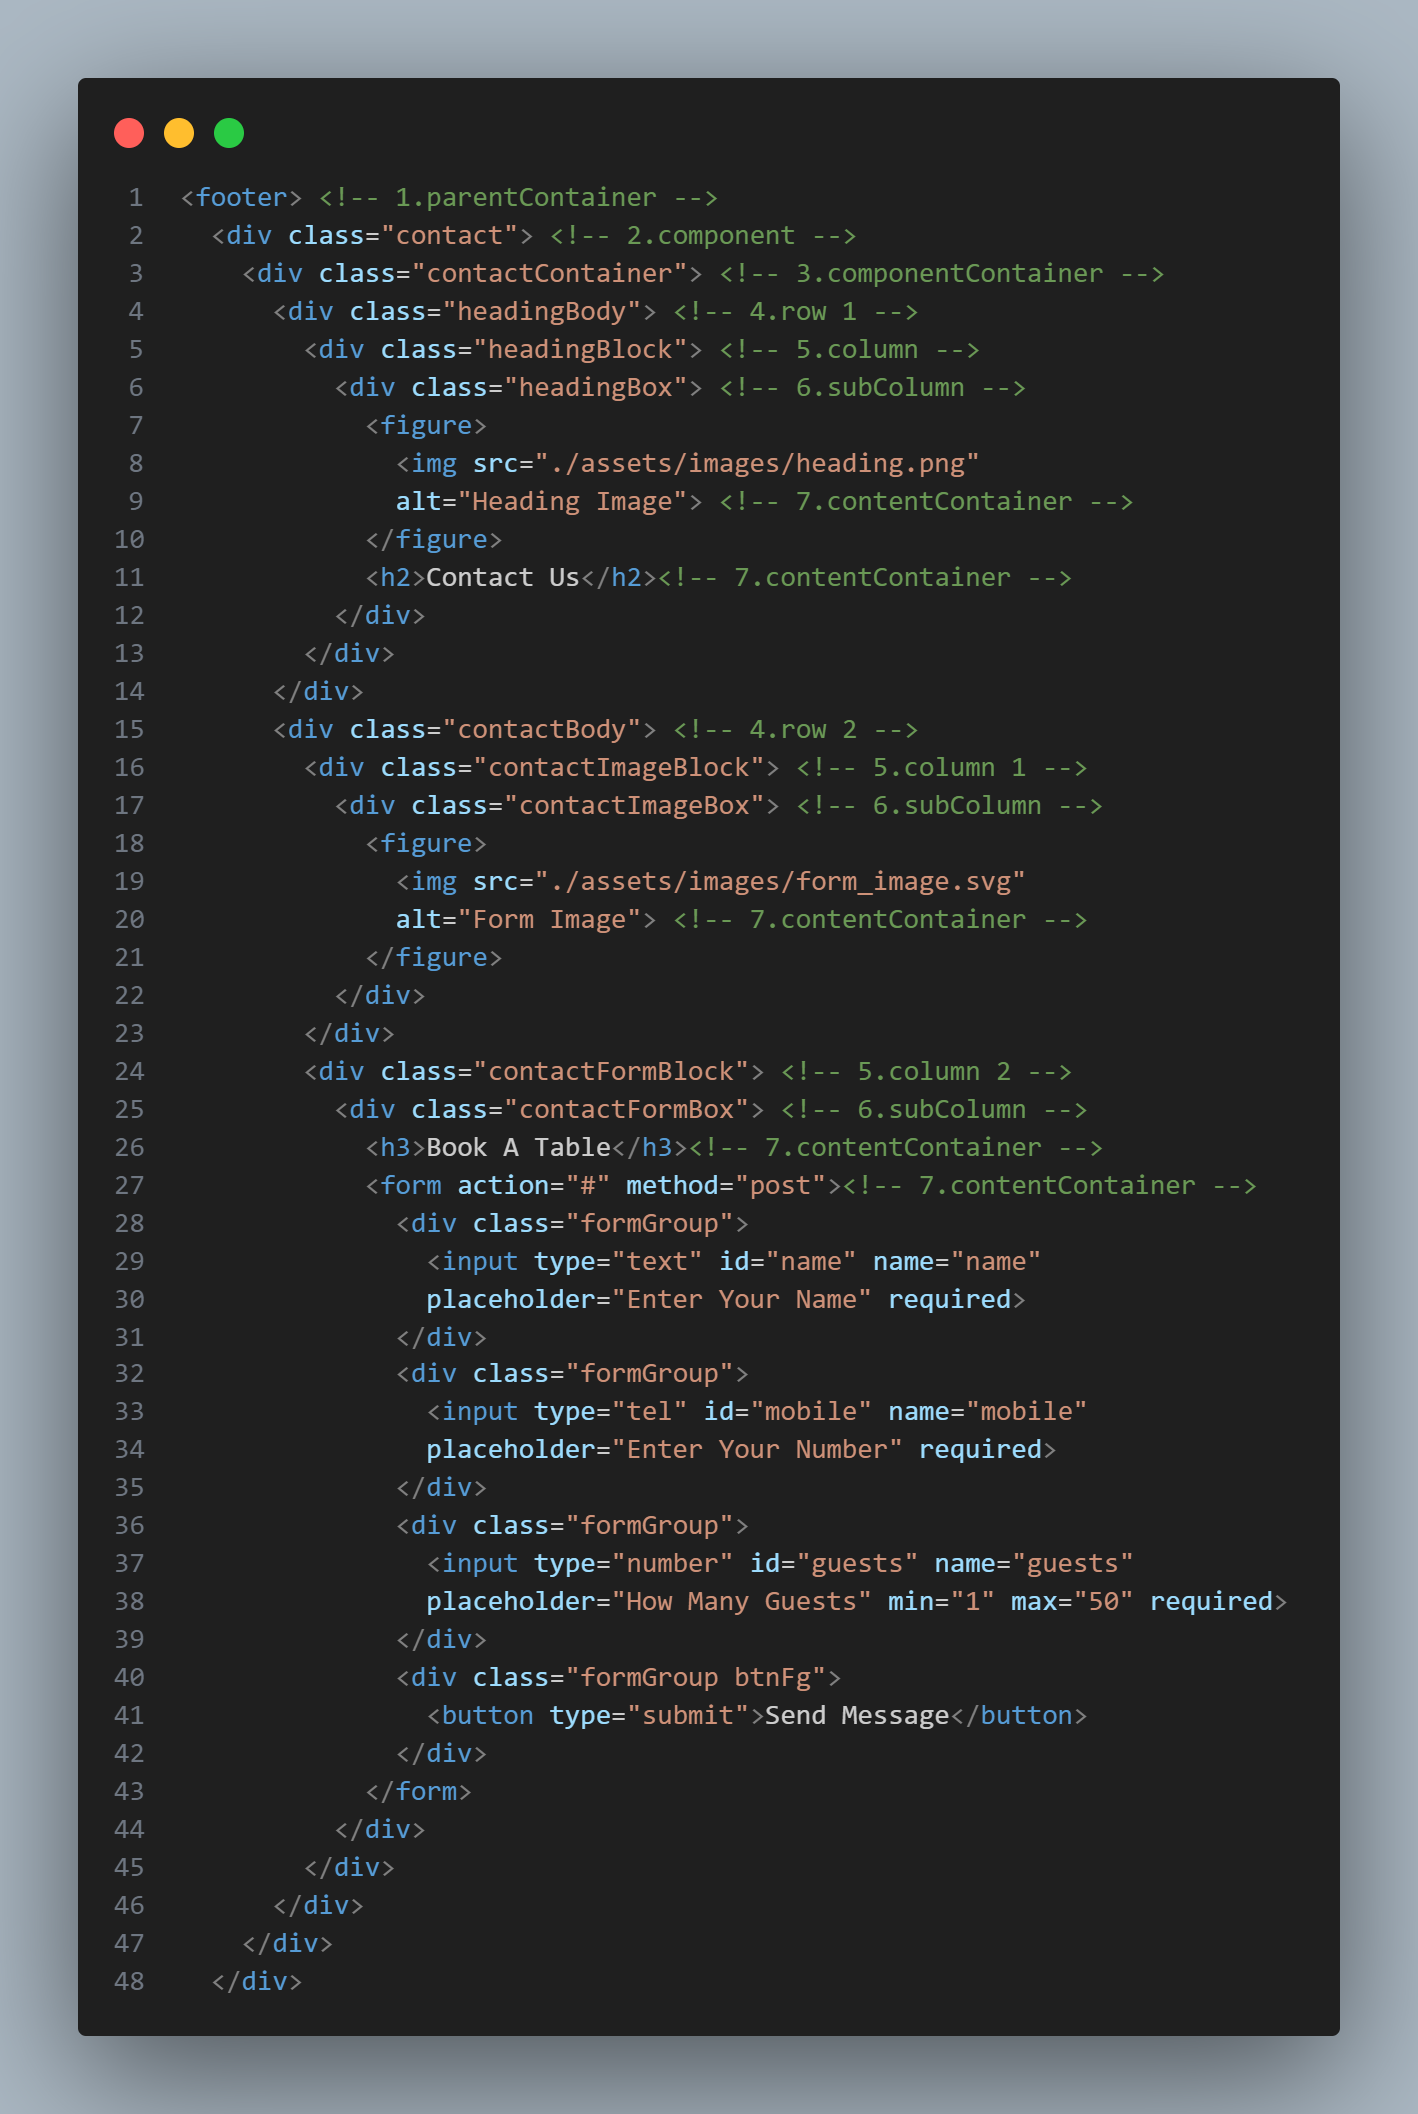 1 <footer> <!-- 1.parentContainer -->
2 <div class="contact"> <!-- 2.component -->
3 <div class="contactContainer"> <!-- 3.componentContainer -->
4 <div class="headingBody"> <!-- 4.row 1 -->
5 <div class="headingBlock"> <!-- 5.column -->
6 <div class="headingBox"> <!-- 6.subColumn -->
7 <figure>
8 <img src="./assets/images/heading.png"
9 alt="Heading Image"> <!-- 7.contentContainer -->
10 </figure>
11 <h2>Contact Us</h2><!-- 7.contentContainer -->
12 </div>
13 </div>
14 </div>
15 <div class="contactBody"> <!-- 4.row 2 -->
16 <div class="contactImageBlock"> <!-- 5.column 1 -->
17 <div class="contactImageBox"> <!-- 6.subColumn -->
18 <figure>
19 <img src="./assets/images/form_image.svg"
20 alt="Form Image"> <!-- 7.contentContainer -->
21 </figure>
22 </div>
23 </div>
24 <div class="contactFormBlock"> <!-- 5.column 2 -->
25 <div class="contactFormBox"> <!-- 6.subColumn -->
26 <h3>Book A Table</h3><!-- 7.contentContainer -->
27 <form action="#" method="post"><!-- 7.contentContainer -->
28 <div class="formGroup">
29 <input type="text" id="name" name="name"
30 placeholder="Enter Your Name" required>
31 </div>
32 <div class="formGroup">
33 <input type="tel" id="mobile" name="mobile"
34 placeholder="Enter Your Number" required>
35 </div>
36 <div class="formGroup">
37 <input type="number" id="guests" name="guests"
38 placeholder="How Many Guests" min="1" max="50" required>
39 </div>
40 <div class="formGroup btnFg">
41 <button type="submit">Send Message</button>
42 </div>
43 </form>
44 </div>
45 </div>
46 </div>
47 </div>
48 </div>